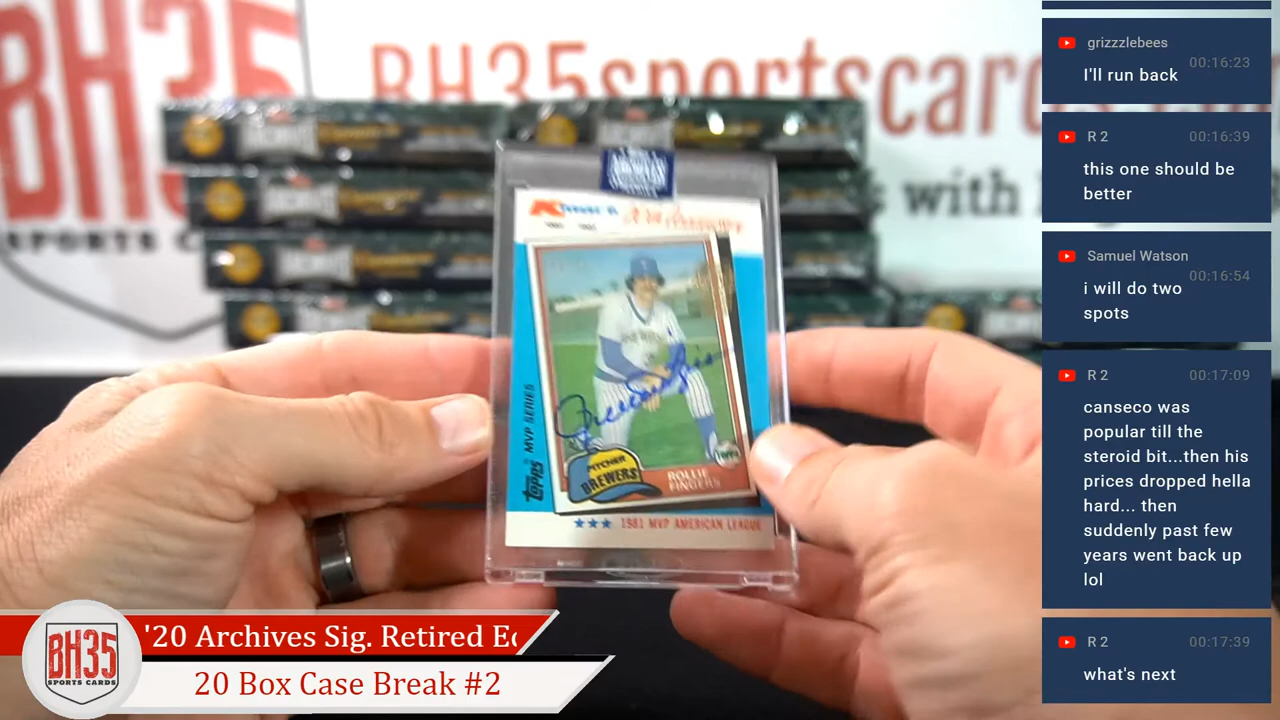 BH35
SPORTS C
BH35sportscards
s with
TOPPS MVP SERIES
PITCHER
BREWERS
ROLLIE
FINGERS
TOPPS
★★★ 1981 MVP AMERICAN LEAGUE
BH35
SPORTS CARDS
'20 Archives Sig. Retired Ed
20 Box Case Break #2
grizzzlebees
00:16:23
I'll run back
R 2
00:16:39
this one should be
better
Samuel Watson
00:16:54
i will do two
spots
R 2
00:17:09
canseco was
popular till the
steroid bit...then his
prices dropped hella
hard... then
suddenly past few
years went back up
lol
R 2
00:17:39
what's next